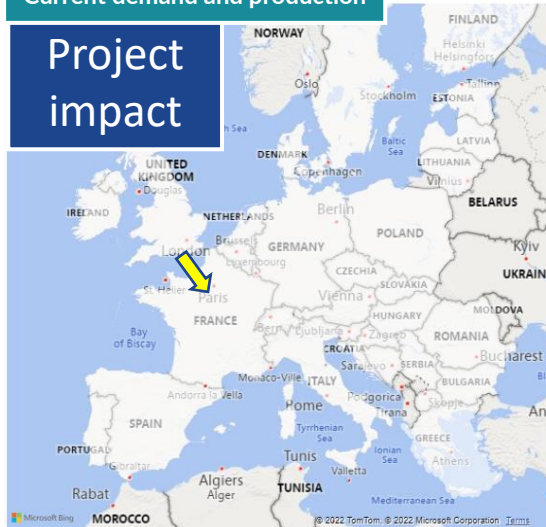 Current demand and production
Project
impact
NORWAY
FINLAND
Helsinki
Helsingfors
Oslo
Stockholm
Tallinn
ESTONIA
h Sea
Baltic
Sea
LATVIA
DENMARK
Copenhagen
LITHUANIA
Vilnius
UNITED
KINGDOM
Douglas
BELARUS
IRELAND
NETHERLANDS
Berlin
POLAND
London
Brussels
GERMANY
Kyiv
Luxembourg
CZECHIA
UKRAIN
SLOVAKIA
St. Helier
Paris
Vienna
MOLDOVA
HUNGARY
FRANCE
Bern
Ljubljana
Zagreb
ROMANIA
Bay
of Biscay
CROATIA
Bucharest
Sarajevo
SERBIA
Monaco-Ville
ITALY
BULGARIA
Andorra la Vella
Podgorica
Skopje
Rome
Tirana
An
SPAIN
Tyrrhenian
Sea
GREECE
PORTUGAL
Ionian
Sea
Athens
Gibraltar
Tunis
Valletta
Algiers
Alger
Rabat
TUNISIA
Mediterranean Sea
MOROCCO
Microsoft Bing
© 2022 TomTom, © 2022 Microsoft Corporation Terms